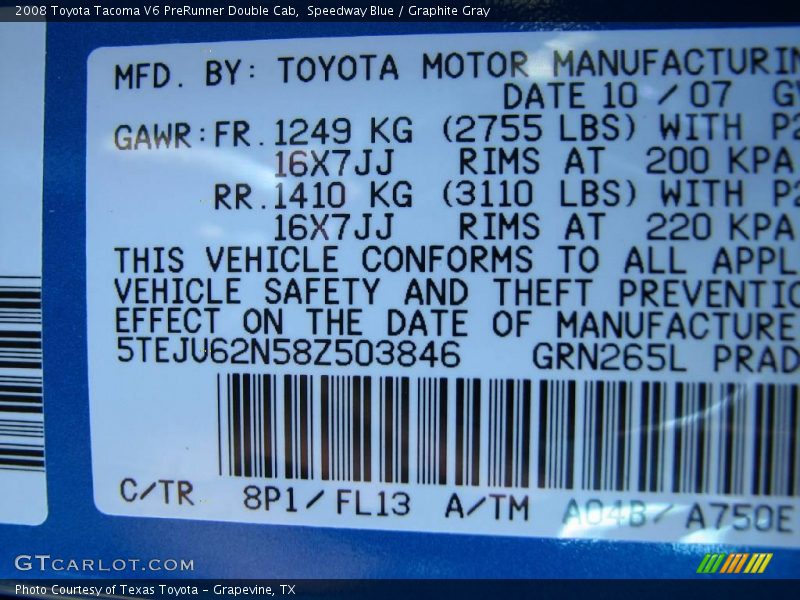 2008 Toyota Tacoma V6 PreRunner Double Cab, Speedway Blue / Graphite Gray
MFD. BY: TOYOTA MOTOR MANUFACTURIN
DATE 10 / 07 GV
GAWR: FR. 1249 KG (2755 LBS) WITH P2
16X7JJ RIMS AT 200 KPA
RR. 1410 KG (3110 LBS) WITH P2
16X7JJ RIMS AT 220 KPA
THIS VEHICLE CONFORMS TO ALL APPL
VEHICLE SAFETY AND THEFT PREVENTIO
EFFECT ON THE DATE OF MANUFACTURE
5TEJU62N58Z503846 GRN265L PRAD
C/TR 8P1 / FL13 A/TM A04B / A750E
GTCARLOT.COM
Photo Courtesy of Texas Toyota - Grapevine, TX